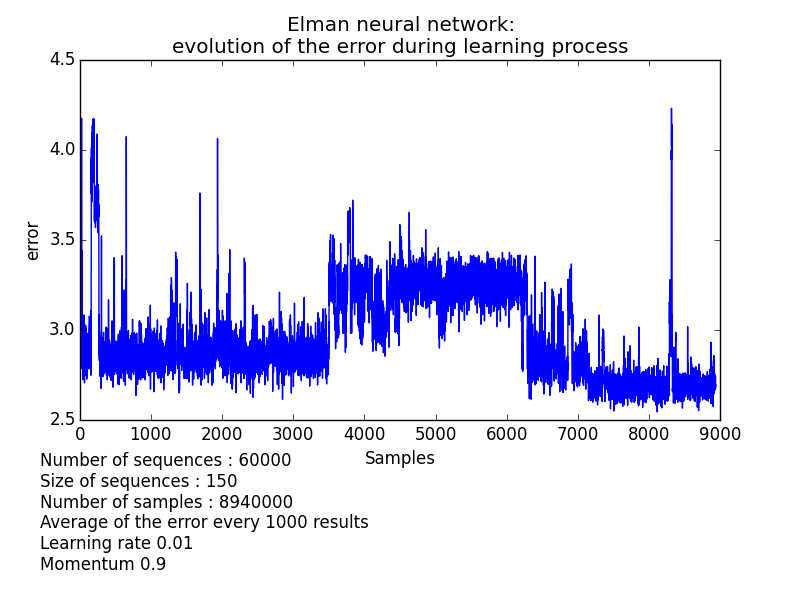 Elman neural network:
evolution of the error during learning process
4.5
4.0
3.5
3.0
2.5
error
0 1000 2000 3000 4000 5000 6000 7000 8000 9000
Samples
Number of sequences : 60000
Size of sequences : 150
Number of samples : 8940000
Average of the error every 1000 results
Learning rate 0.01
Momentum 0.9